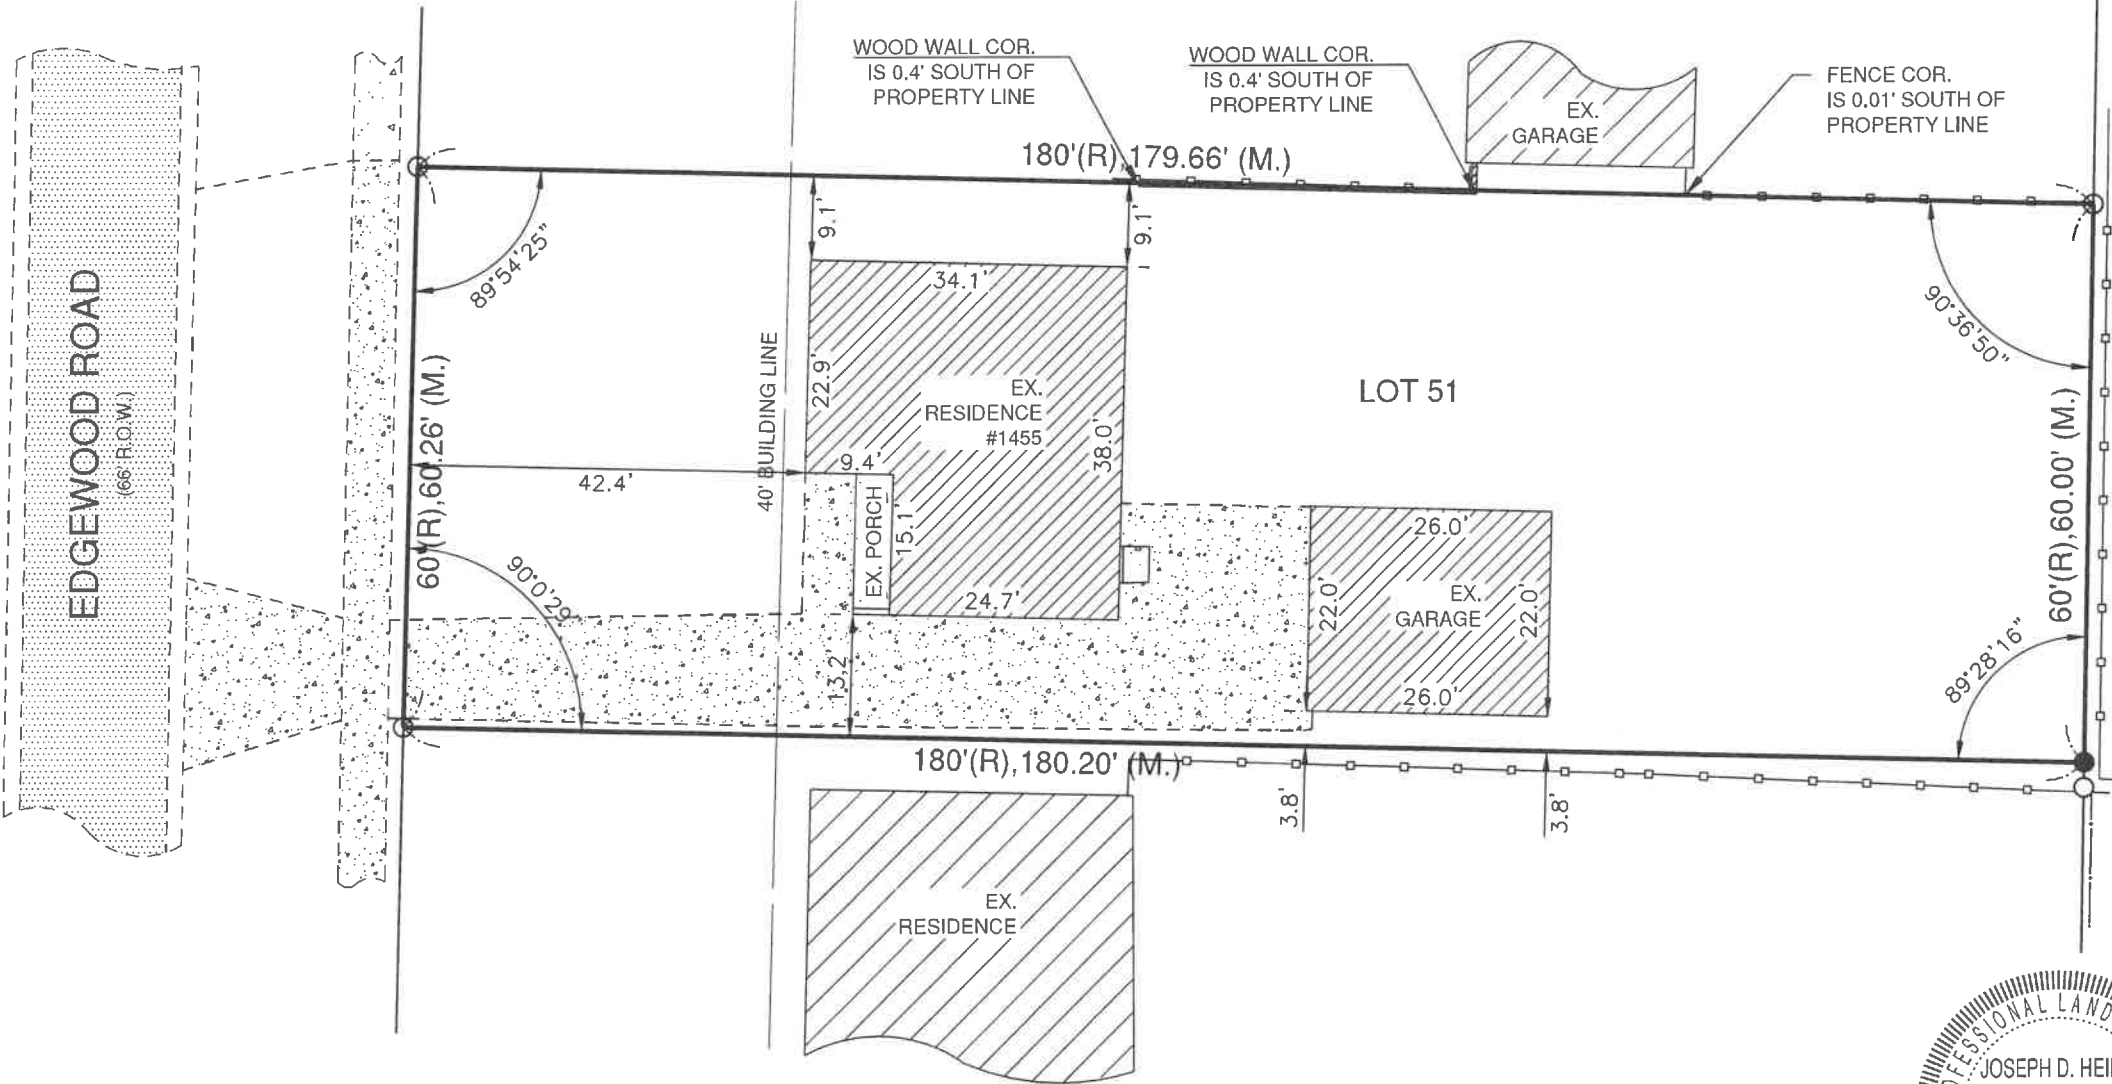 WOOD WALL COR.
IS 0.4' SOUTH OF
PROPERTY LINE
WOOD WALL COR.
IS 0.4' SOUTH OF
PROPERTY LINE
FENCE COR.
IS 0.01' SOUTH OF
PROPERTY LINE
EX.
GARAGE
180'(R),179.66' (M.)
9.1'
9.1'
89°54'25"
34.1'
90°36'50"
EDGEWOOD ROAD
(66' R.O.W.)
60'(R),60.26' (M.)
40' BUILDING LINE
22.9'
EX.
RESIDENCE
#1455
38.0'
LOT 51
60'(R),60.00' (M.)
42.4'
9.4'
EX. PORCH
15.1'
24.7'
90°0'29"
26.0'
22.0'
EX.
GARAGE
22.0'
26.0'
89°28'16"
13.2'
180'(R),180.20' (M.)
3.8'
3.8'
EX.
RESIDENCE
LAND
JOSEPH D.